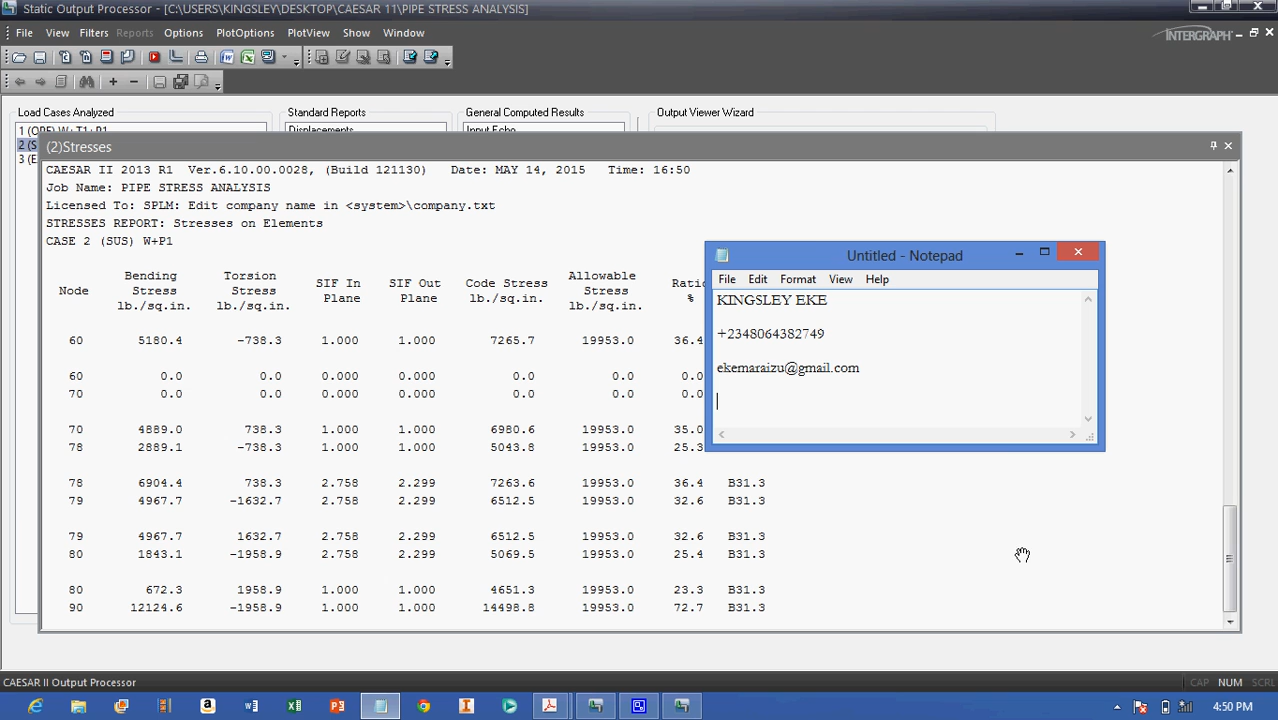 Static Output Processor - [C:\USERS\KINGSLEY\DESKTOP\CAESAR 11\PIPE STRESS ANALYSIS]
File View Filters Reports Options PlotOptions PlotView Show Window
INTERGRAPH
Load Cases Analyzed Standard Reports General Computed Results Output Viewer Wizard
1 (OPE) W+T1+P1 Displacements Input Echo
2 (S
3 (E
(2)Stresses
CAESAR II 2013 R1 Ver.6.10.00.0028, (Build 121130) Date: MAY 14, 2015 Time: 16:50
Job Name: PIPE STRESS ANALYSIS
Licensed To: SPLM: Edit company name in <system>\company.txt
STRESSES REPORT: Stresses on Elements
CASE 2 (SUS) W+P1
Node Bending Stress lb./sq.in. Torsion Stress lb./sq.in. SIF In Plane SIF Out Plane Code Stress lb./sq.in. Allowable Stress lb./sq.in. Ratio %
60 5180.4 -738.3 1.000 1.000 7265.7 19953.0 36.4
60 0.0 0.0 0.000 0.000 0.0 0.0 0.0
70 0.0 0.0 0.000 0.000 0.0 0.0 0.0
70 4889.0 738.3 1.000 1.000 6980.6 19953.0 35.0
78 2889.1 -738.3 1.000 1.000 5043.8 19953.0 25.3
78 6904.4 738.3 2.758 2.299 7263.6 19953.0 36.4 B31.3
79 4967.7 -1632.7 2.758 2.299 6512.5 19953.0 32.6 B31.3
79 4967.7 1632.7 2.758 2.299 6512.5 19953.0 32.6 B31.3
80 1843.1 -1958.9 2.758 2.299 5069.5 19953.0 25.4 B31.3
80 672.3 1958.9 1.000 1.000 4651.3 19953.0 23.3 B31.3
90 12124.6 -1958.9 1.000 1.000 14498.8 19953.0 72.7 B31.3
Untitled - Notepad
File Edit Format View Help
KINGSLEY EKE
+2348064382749
ekemaraizu@gmail.com
CAESAR II Output Processor CAP NUM SCRL
4:50 PM